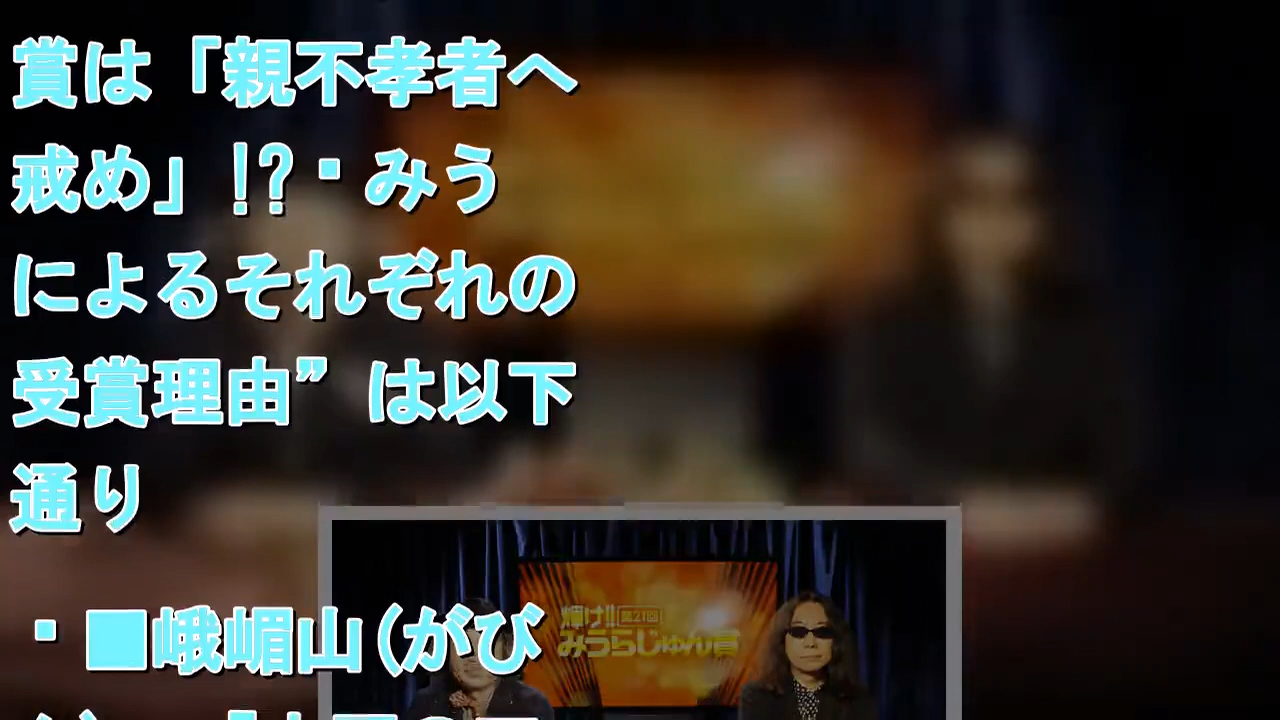 賞は「親不孝者へ
戒め」!?・みう
によるそれぞれの
受賞理由”は以下
通り
・■峨嵋山(がび
輝け!!第21回
みうらじゅん賞